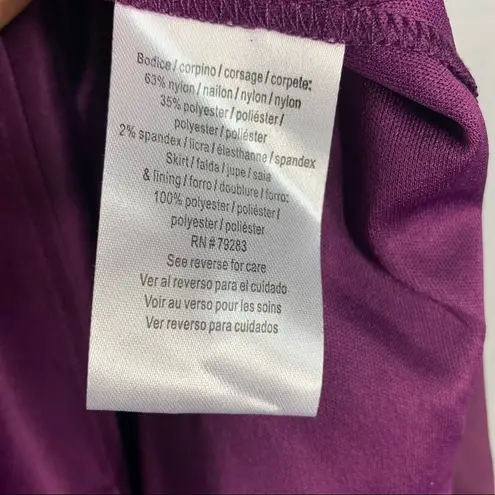 Bodice / corpino / corsage / corpete:
63% nylon / nailon / nylon / nylon
35% polyester / poliéster /
polyester / poliéster
2% spandex / licra / élasthanne / spandex
Skirt / falda / jupe / saia
& lining / forro / doublure / forro:
100% polyester / poliéster /
polyester / poliéster
RN # 79283
See reverse for care
Ver al reverso para el cuidado
Voir au verso pour les soins
Ver reverso para cuidados